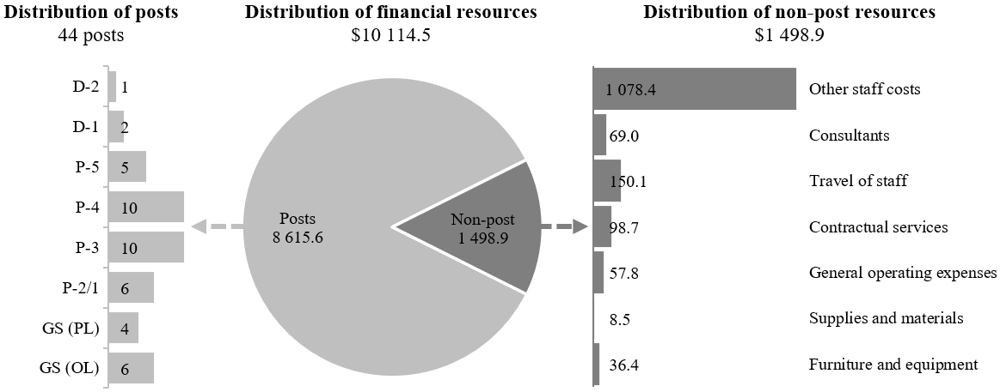 Distribution of posts
44 posts
D-2 1
D-1 2
P-5 5
P-4 10
P-3 10
P-2/1 6
GS (PL) 4
GS (OL) 6
Distribution of financial resources
$10 114.5
Posts
8 615.6
Non-post
1 498.9
Distribution of non-post resources
$1 498.9
1 078.4 Other staff costs
69.0 Consultants
150.1 Travel of staff
98.7 Contractual services
57.8 General operating expenses
8.5 Supplies and materials
36.4 Furniture and equipment